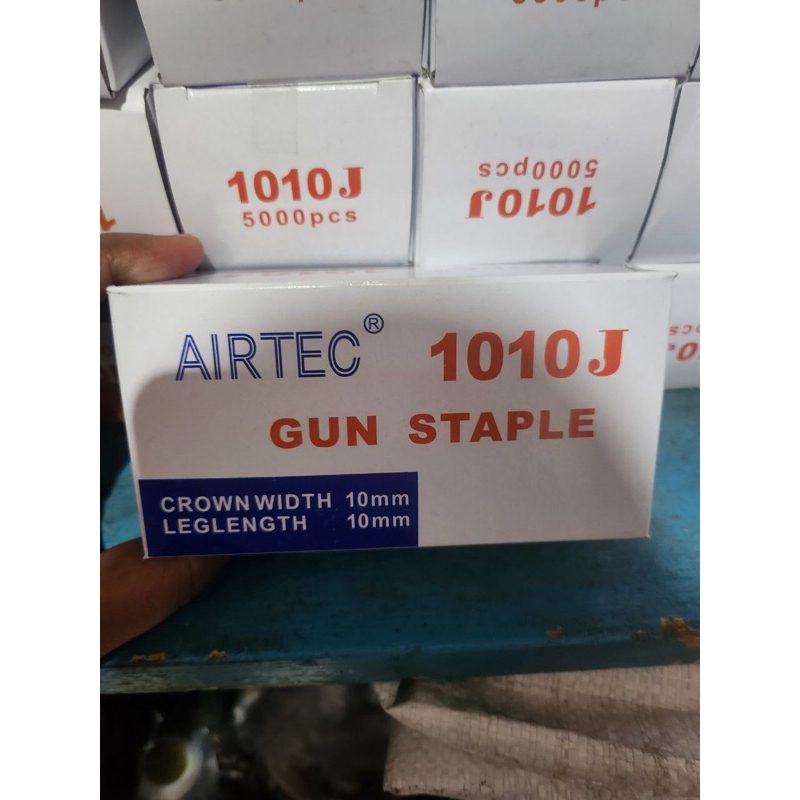 1010J
5000pcs
5000pcs
1010J
AIRTEC® 1010J
GUN STAPLE
CROWN WIDTH 10mm
LEGLENGTH 10mm